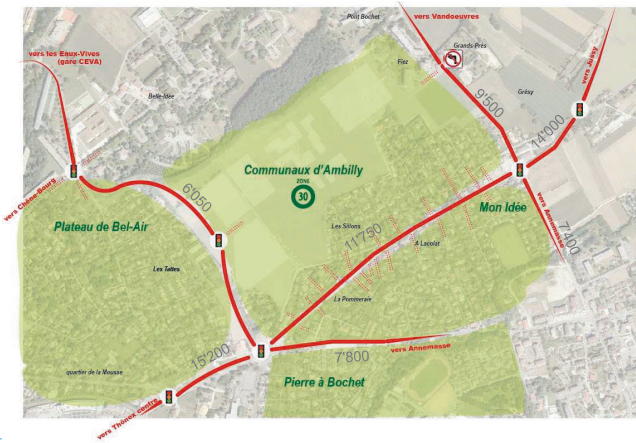 Pont Bochet
vers Vandoeuvres
vers les Eaux-Vives
(gare CEVA)
Fiez
Grands-Prés
vers Jussy
Belle-Idée
Grésy
9'500
14'000
Communaux d'Ambilly
ZONE
30
vers Chêne-Bourg
6'050
Mon Idée
vers Annemasse
7'400
Plateau de Bel-Air
Les Sillons
11'750
A Lacolat
Les Tattes
La Pommeraie
15'200
7'800
vers Annemasse
quartier de la Mousse
Pierre à Bochet
vers Thônex centre